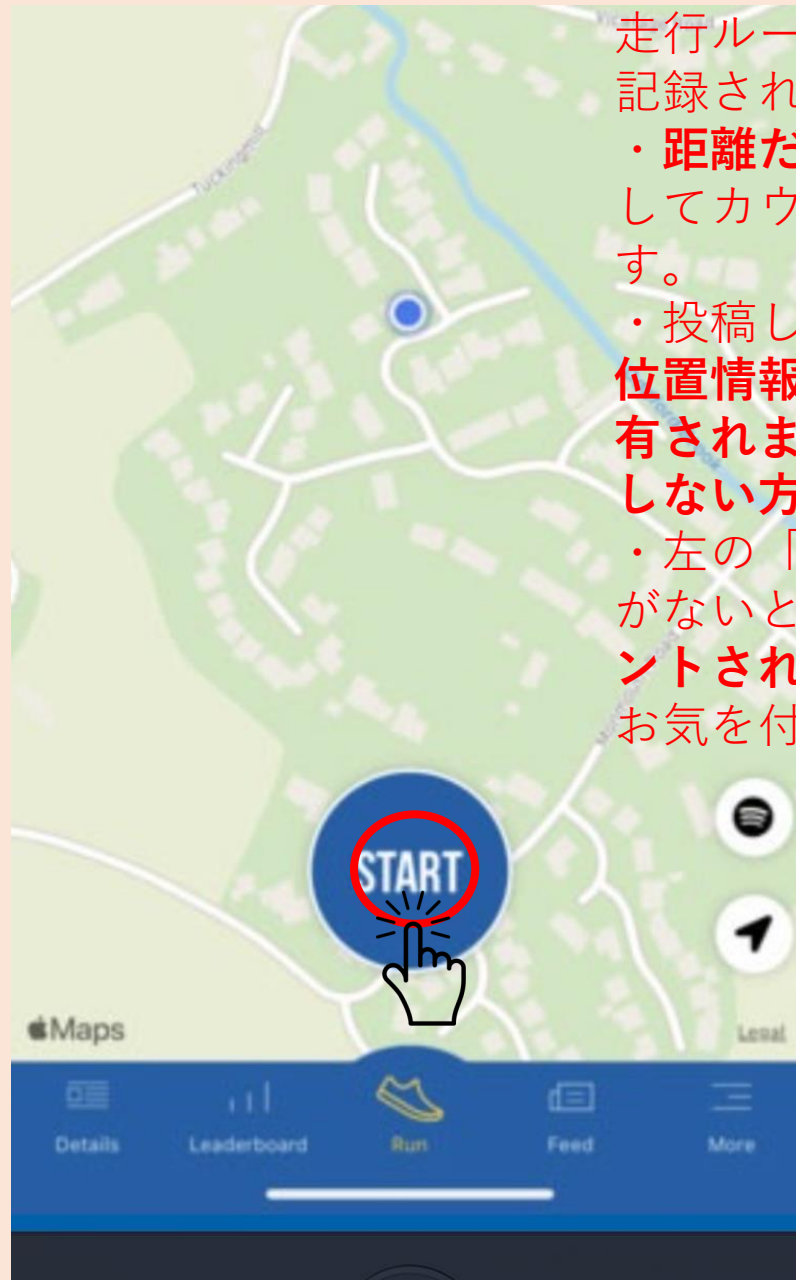 走行ルー
記録され
・距離だ
してカウ
す。
・投稿し
位置情報
有されま
しない方
・左の「
がないと
ントされ
お気を付
Tuckingmill
START
Maps
Legal
Details
Leaderboard
Run
Feed
More